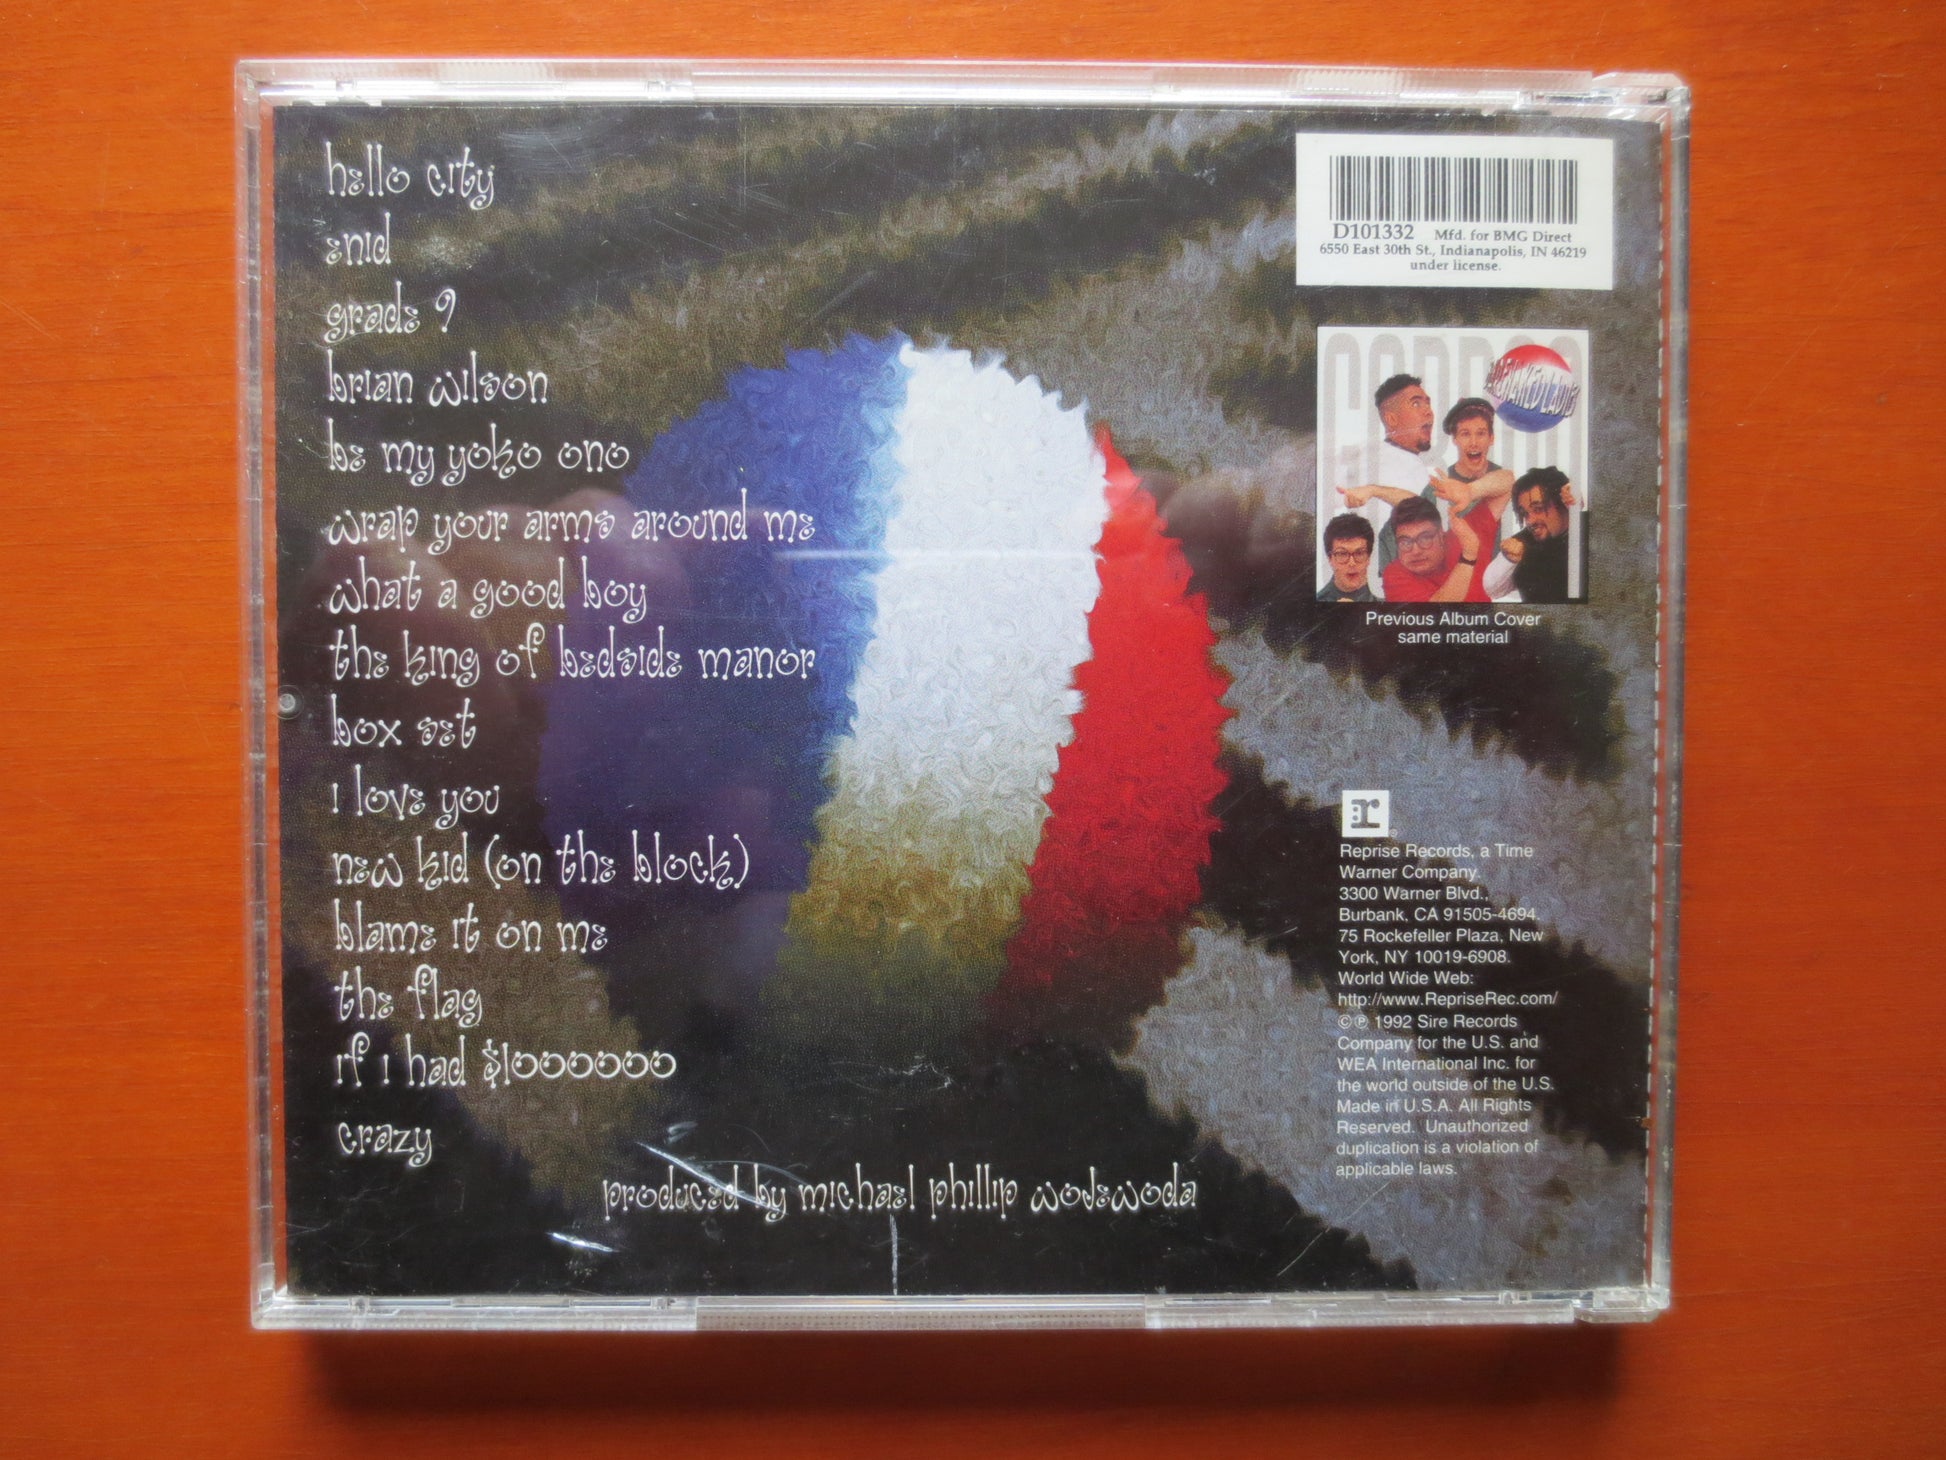 hello city
enid
grade 9
brian wilson
be my yoko ono
wrap your arms around me
what a good boy
the king of bedside manor
box set
i love you
new kid (on the block)
blame it on me
the flag
if i had $1000000
crazy
produced by michael phillip wojewoda
D101332 Mfd. for BMG Direct
6550 East 30th St., Indianapolis, IN 46219
under license.
GORDON
Previous Album Cover
same material
r
Reprise Records, a Time
Warner Company.
3300 Warner Blvd.,
Burbank, CA 91505-4694.
75 Rockefeller Plaza, New
York, NY 10019-6908.
World Wide Web:
http://www.RepriseRec.com/
©℗ 1992 Sire Records
Company for the U.S. and
WEA International Inc. for
the world outside of the U.S.
Made in U.S.A. All Rights
Reserved. Unauthorized
duplication is a violation of
applicable laws.